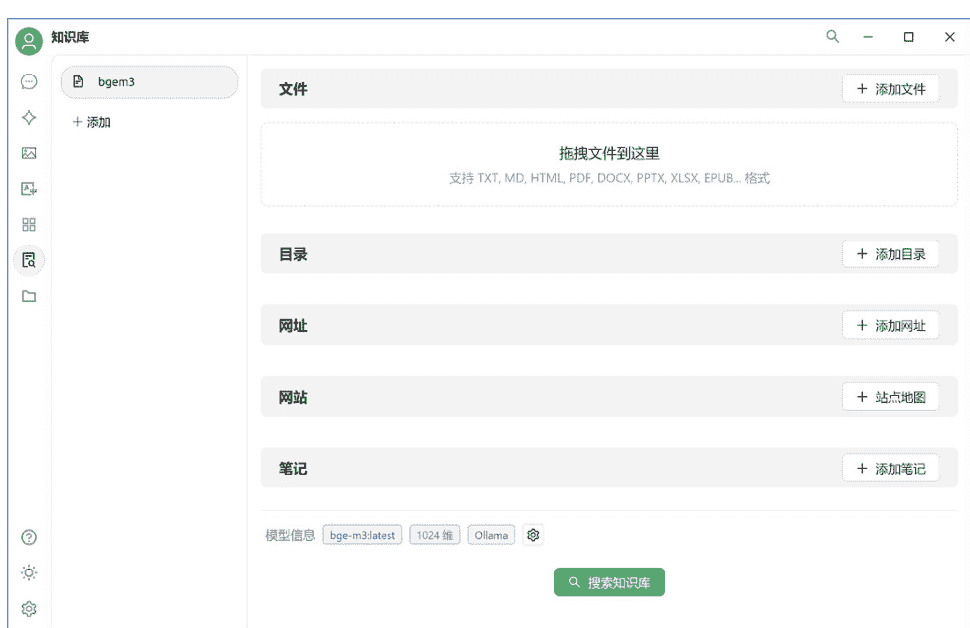 知识库
bgem3
+ 添加
文件
+ 添加文件
拖拽文件到这里
支持 TXT, MD, HTML, PDF, DOCX, PPTX, XLSX, EPUB... 格式
目录
+ 添加目录
网址
+ 添加网址
网站
+ 站点地图
笔记
+ 添加笔记
模型信息 bge-m3:latest 1024 维 Ollama
搜索知识库